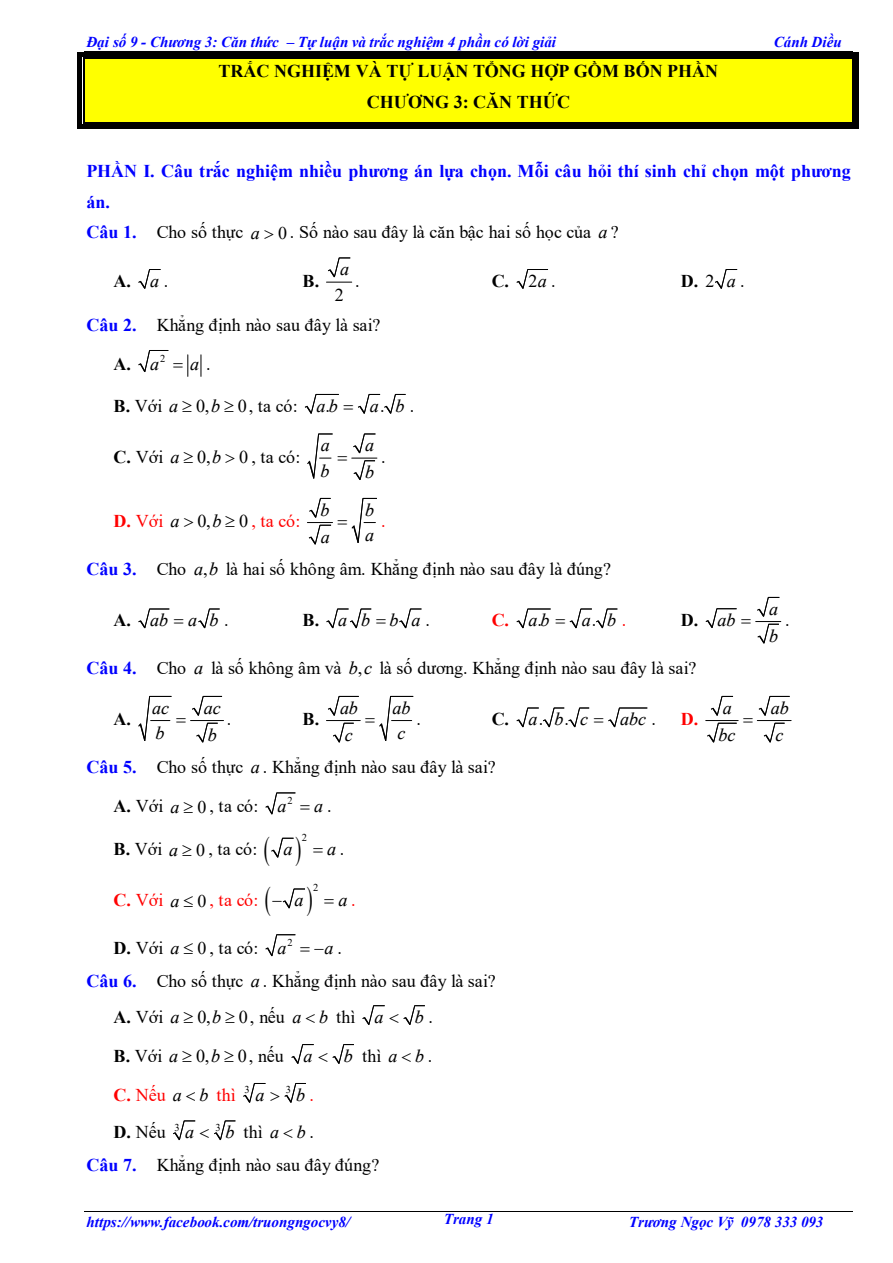 Đại số 9 - Chương 3: Căn thức – Tự luận và trắc nghiệm 4 phần có lời giải Cánh Diều
TRẮC NGHIỆM VÀ TỰ LUẬN TỔNG HỢP GỒM BỐN PHẦN
CHƯƠNG 3: CĂN THỨC
PHẦN I. Câu trắc nghiệm nhiều phương án lựa chọn. Mỗi câu hỏi thí sinh chỉ chọn một phương
án.
Câu 1. Cho số thực a > 0. Số nào sau đây là căn bậc hai số học của a?
A. √a. B. √a/2. C. √(2a). D. 2√a.
Câu 2. Khẳng định nào sau đây là sai?
A. √(a²) = |a|.
B. Với a ≥ 0, b ≥ 0, ta có: √(a.b) = √a.√b.
C. Với a ≥ 0, b > 0, ta có: √(a/b) = √a/√b.
D. Với a > 0, b ≥ 0, ta có: √b/√a = √(b/a).
Câu 3. Cho a, b là hai số không âm. Khẳng định nào sau đây là đúng?
A. √(ab) = a√b. B. √a√b = b√a. C. √(a.b) = √a.√b. D. √(ab) = √a/√b.
Câu 4. Cho a là số không âm và b, c là số dương. Khẳng định nào sau đây là sai?
A. √(ac/b) = √(ac)/√b. B. √(ab)/√c = √(ab/c). C. √a.√b.√c = √(abc). D. √a/√(bc) = √(ab)/√c
Câu 5. Cho số thực a. Khẳng định nào sau đây là sai?
A. Với a ≥ 0, ta có: √(a²) = a.
B. Với a ≥ 0, ta có: (√a)² = a.
C. Với a ≤ 0, ta có: (−√a)² = a.
D. Với a ≤ 0, ta có: √(a²) = −a.
Câu 6. Cho số thực a. Khẳng định nào sau đây là sai?
A. Với a ≥ 0, b ≥ 0, nếu a < b thì √a < √b.
B. Với a ≥ 0, b ≥ 0, nếu √a < √b thì a < b.
C. Nếu a < b thì ∛a > ∛b.
D. Nếu ∛a < ∛b thì a < b.
Câu 7. Khẳng định nào sau đây đúng?
https://www.facebook.com/truongngocvy8/ Trang 1 Trương Ngọc Vỹ 0978 333 093